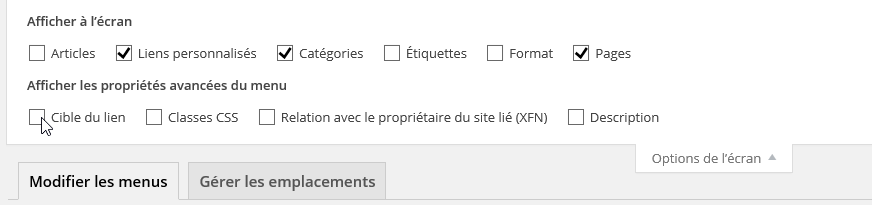 Afficher à l’écran
Articles Liens personnalisés Catégories Étiquettes Format Pages
Afficher les propriétés avancées du menu
Cible du lien Classes CSS Relation avec le propriétaire du site lié (XFN) Description
Options de l’écran
Modifier les menus Gérer les emplacements